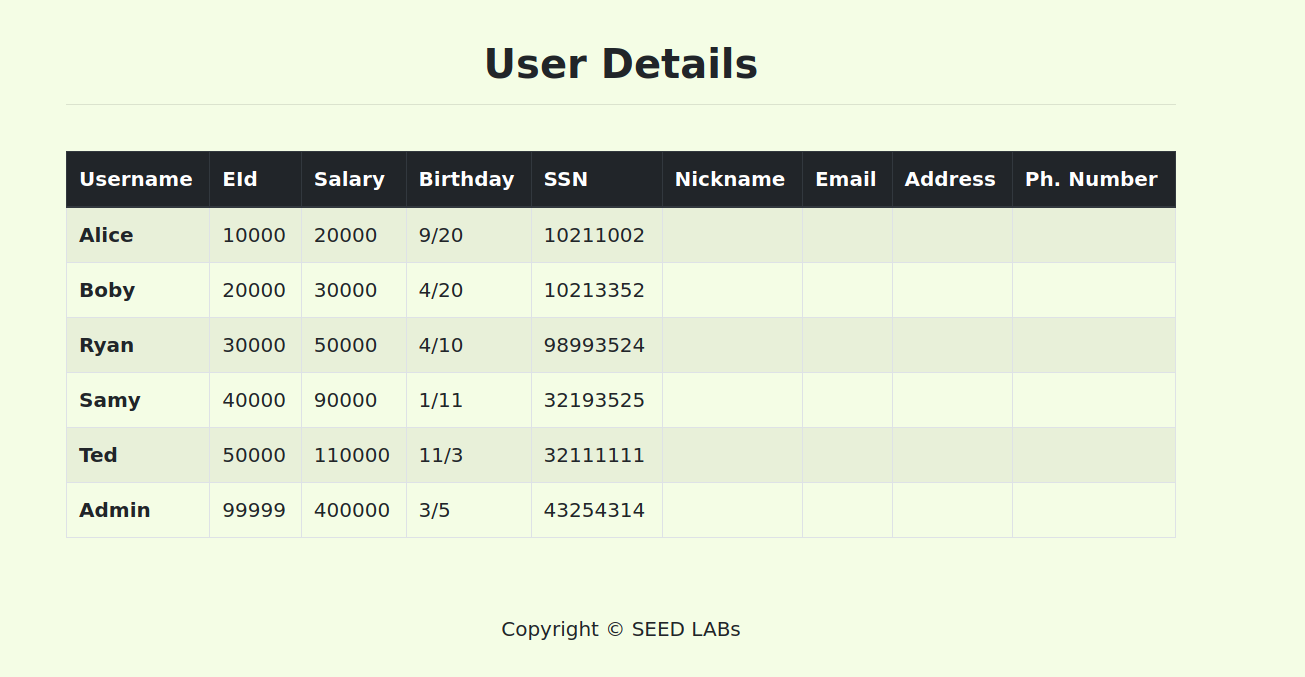 User Details
Username EId Salary Birthday SSN Nickname Email Address Ph. Number
Alice 10000 20000 9/20 10211002
Boby 20000 30000 4/20 10213352
Ryan 30000 50000 4/10 98993524
Samy 40000 90000 1/11 32193525
Ted 50000 110000 11/3 32111111
Admin 99999 400000 3/5 43254314
Copyright © SEED LABs